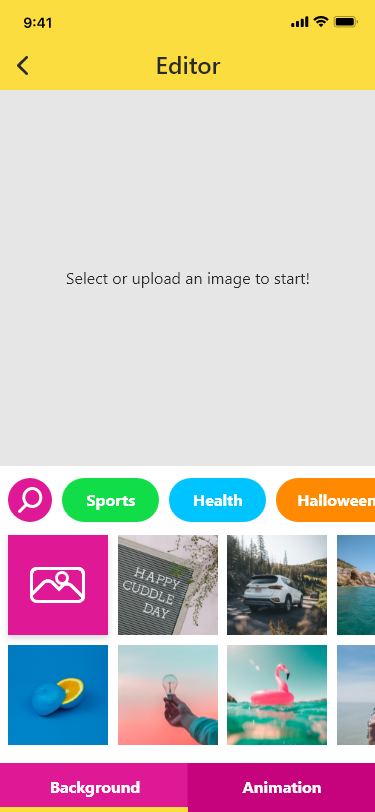 9:41
Editor
Select or upload an image to start!
Sports
Health
Halloween
HAPPY
CUDDLE
DAY
Background
Animation